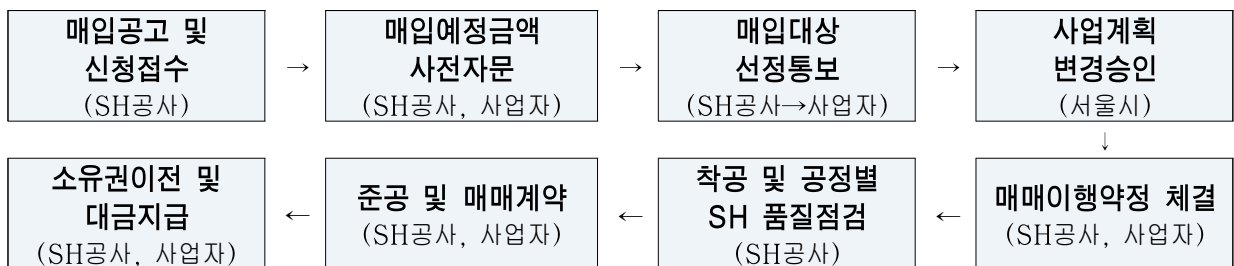 매입공고 및
신청접수
(SH공사)
→
매입예정금액
사전자문
(SH공사, 사업자)
→
매입대상
선정통보
(SH공사→사업자)
→
사업계획
변경승인
(서울시)
↓
매매이행약정 체결
(SH공사, 사업자)
←
착공 및 공정별
SH 품질점검
(SH공사)
←
준공 및 매매계약
(SH공사, 사업자)
←
소유권이전 및
대금지급
(SH공사, 사업자)